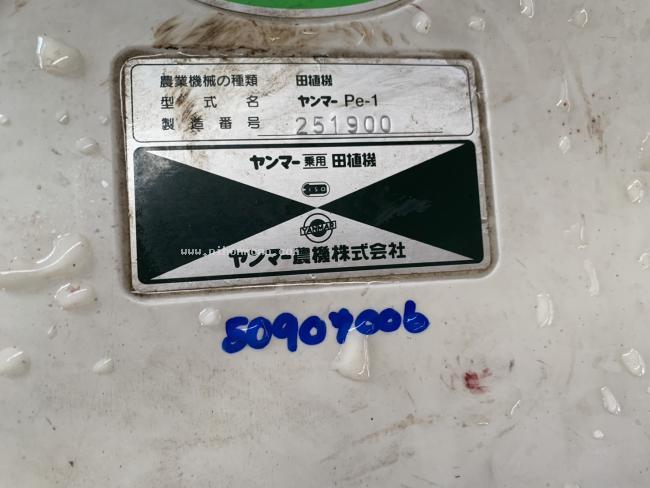 農業機械の種類 田植機
型式名 ヤンマー Pe-1
製造番号 251900
ヤンマー 乗用 田植機
ISO
YANMAR
ヤンマー農機株式会社
50907006